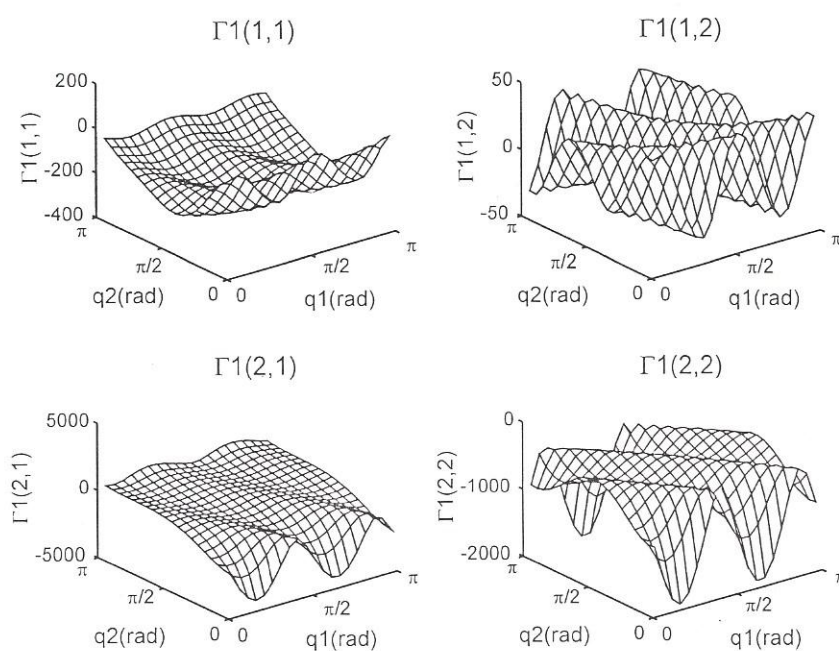 Γ1(1,1)
200
0
-200
-400
Γ1(1,1)
π
π/2
0
q2(rad)
0
π/2
π
q1(rad)
Γ1(1,2)
50
0
-50
Γ1(1,2)
π
π/2
0
q2(rad)
0
π/2
π
q1(rad)
Γ1(2,1)
5000
0
-5000
Γ1(2,1)
π
π/2
0
q2(rad)
0
π/2
π
q1(rad)
Γ1(2,2)
0
-1000
-2000
Γ1(2,2)
π
π/2
0
q2(rad)
0
π/2
π
q1(rad)